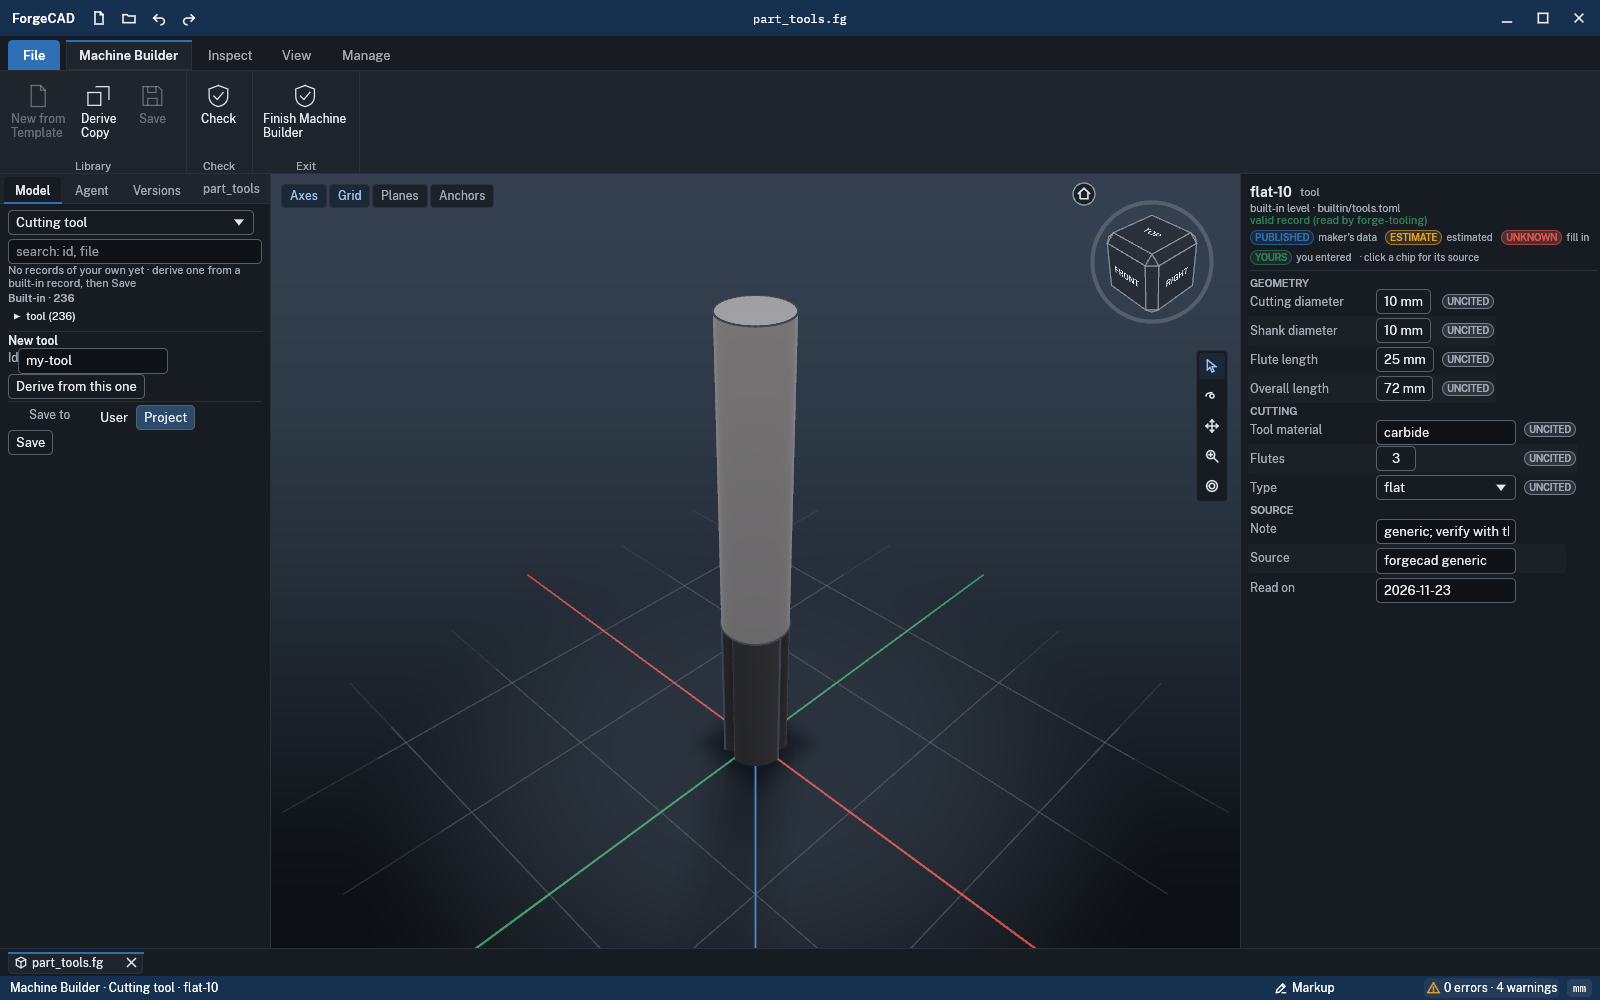 ForgeCAD
part_tools.fg
File
Machine Builder
Inspect
View
Manage
New from Template
Derive Copy
Save
Check
Finish Machine Builder
Library
Check
Exit
Model
Agent
Versions
part_tools
Cutting tool
search: id, file
No records of your own yet · derive one from a
built-in record, then Save
Built-in · 236
tool (236)
New tool
Id
my-tool
Derive from this one
Save to
User
Project
Save
Axes
Grid
Planes
Anchors
TOP
FRONT
RIGHT
flat-10 tool
built-in level · builtin/tools.toml
valid record (read by forge-tooling)
PUBLISHED maker's data ESTIMATE estimated UNKNOWN fill in
YOURS you entered · click a chip for its source
GEOMETRY
Cutting diameter 10 mm UNCITED
Shank diameter 10 mm UNCITED
Flute length 25 mm UNCITED
Overall length 72 mm UNCITED
CUTTING
Tool material carbide UNCITED
Flutes 3 UNCITED
Type flat UNCITED
SOURCE
Note generic; verify with
Source forgecad generic
Read on 2026-11-23
part_tools.fg
Machine Builder · Cutting tool · flat-10
Markup
0 errors · 4 warnings
mm